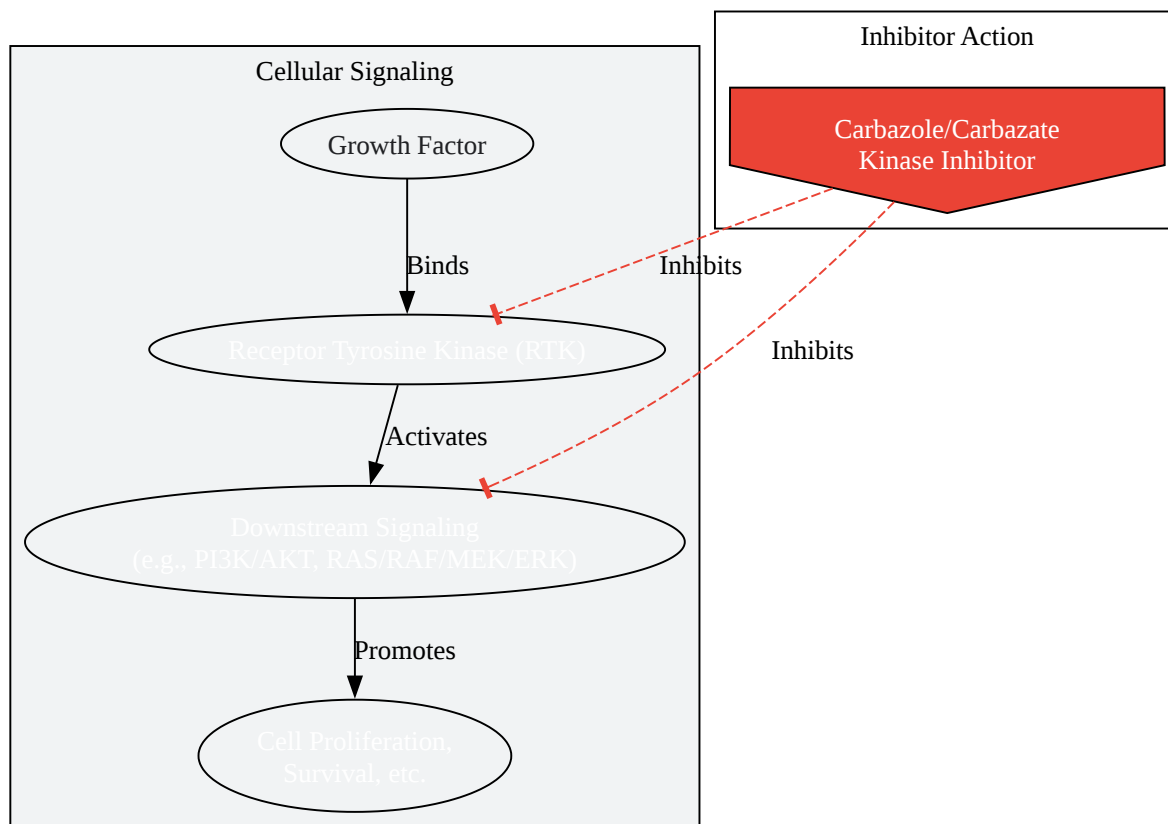 Inhibitor Action
Carbazole/Carbazate
Kinase Inhibitor
Cellular Signaling
Growth Factor
Binds
Inhibits
Receptor Tyrosine Kinase (RTK)
Inhibits
Activates
Downstream Signaling
(e.g., PI3K/AKT, RAS/RAF/MEK/ERK)
Promotes
Cell Proliferation,
Survival, etc.